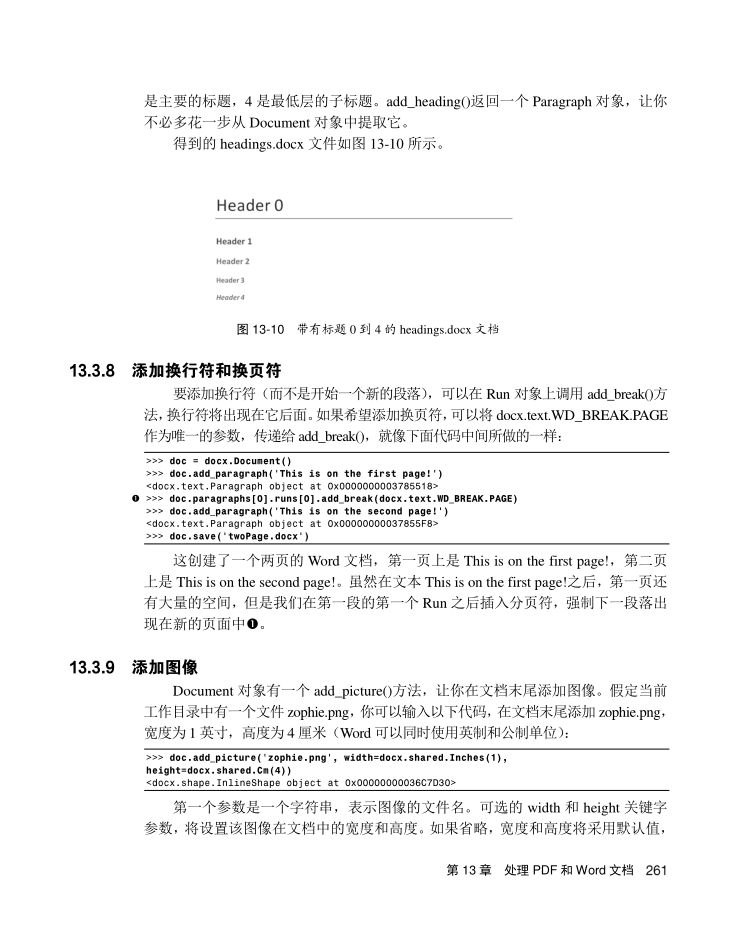 是主要的标题，4 是最低层的子标题。add_heading()返回一个 Paragraph 对象，让你
不必多花一步从 Document 对象中提取它。
得到的 headings.docx 文件如图 13-10 所示。
Header 0
Header 1
Header 2
Header 3
Header 4
图 13-10 带有标题 0 到 4 的 headings.docx 文档
13.3.8 添加换行符和换页符
要添加换行符（而不是开始一个新的段落），可以在 Run 对象上调用 add_break()方
法，换行符将出现在它后面。如果希望添加换页符，可以将 docx.text.WD_BREAK.PAGE
作为唯一的参数，传递给 add_break()，就像下面代码中间所做的一样：
>>> doc = docx.Document()
>>> doc.add_paragraph('This is on the first page!')
<docx.text.Paragraph object at 0x0000000003785518>
❶ >>> doc.paragraphs[0].runs[0].add_break(docx.text.WD_BREAK.PAGE)
>>> doc.add_paragraph('This is on the second page!')
<docx.text.Paragraph object at 0x00000000037855F8>
>>> doc.save('twoPage.docx')
这创建了一个两页的 Word 文档，第一页上是 This is on the first page!，第二页
上是 This is on the second page!。虽然在文本 This is on the first page!之后，第一页还
有大量的空间，但是我们在第一段的第一个 Run 之后插入分页符，强制下一段落出
现在新的页面中❶。
13.3.9 添加图像
Document 对象有一个 add_picture()方法，让你在文档末尾添加图像。假定当前
工作目录中有一个文件 zophie.png，你可以输入以下代码，在文档末尾添加 zophie.png，
宽度为 1 英寸，高度为 4 厘米（Word 可以同时使用英制和公制单位）：
>>> doc.add_picture('zophie.png', width=docx.shared.Inches(1),
height=docx.shared.Cm(4))
<docx.shape.InlineShape object at 0x00000000036C7D30>
第一个参数是一个字符串，表示图像的文件名。可选的 width 和 height 关键字
参数，将设置该图像在文档中的宽度和高度。如果省略，宽度和高度将采用默认值，
第 13 章 处理 PDF 和 Word 文档 261